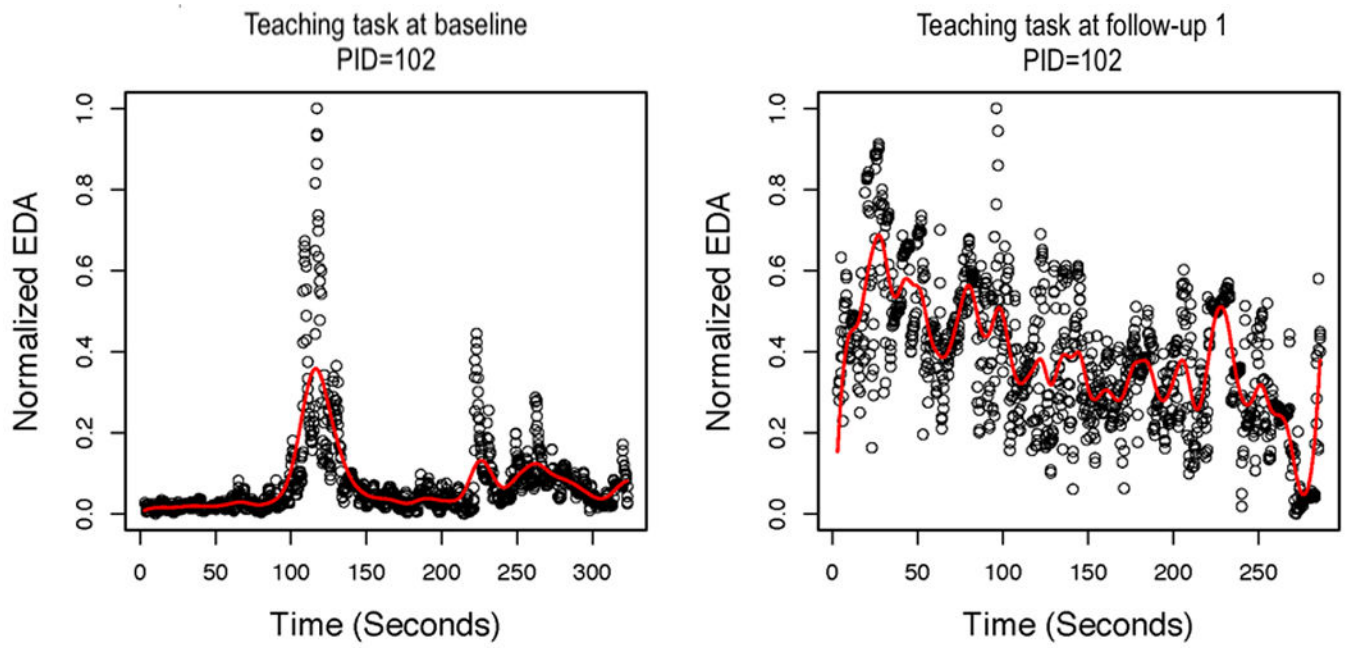 Teaching task at baseline
PID=102
Normalized EDA
1.0
0.8
0.6
0.4
0.2
0.0
0 50 100 150 200 250 300
Time (Seconds)
Teaching task at follow-up 1
PID=102
Normalized EDA
1.0
0.8
0.6
0.4
0.2
0.0
0 50 100 150 200 250
Time (Seconds)